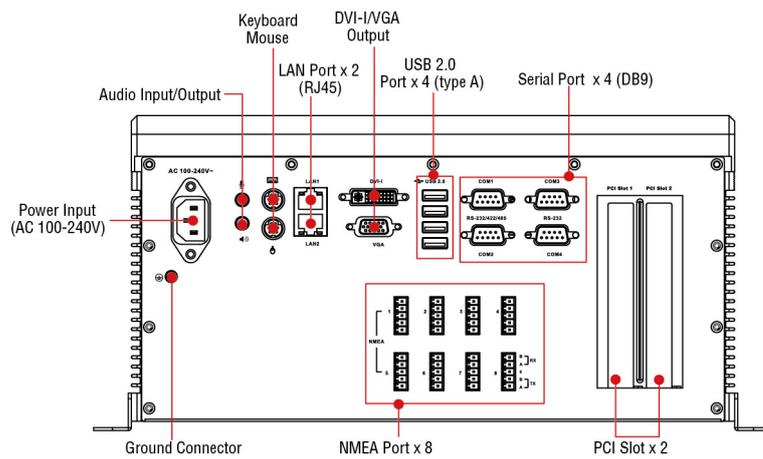 Keyboard
Mouse
DVI-I/VGA
Output
LAN Port x 2
(RJ45)
USB 2.0
Port x 4 (type A)
Serial Port x 4 (DB9)
Audio Input/Output
AC 100-240V~
LAN1
DVI-I
USB 2.0
COM1
COM3
PCI Slot 1
PCI Slot 2
Power Input
(AC 100-240V)
RS-232/422/485
RS-232
LAN2
VGA
COM2
COM4
1
2
3
4
NMEA
5
6
7
8
B
A
RX
B
A
TX
Ground Connector
NMEA Port x 8
PCI Slot x 2